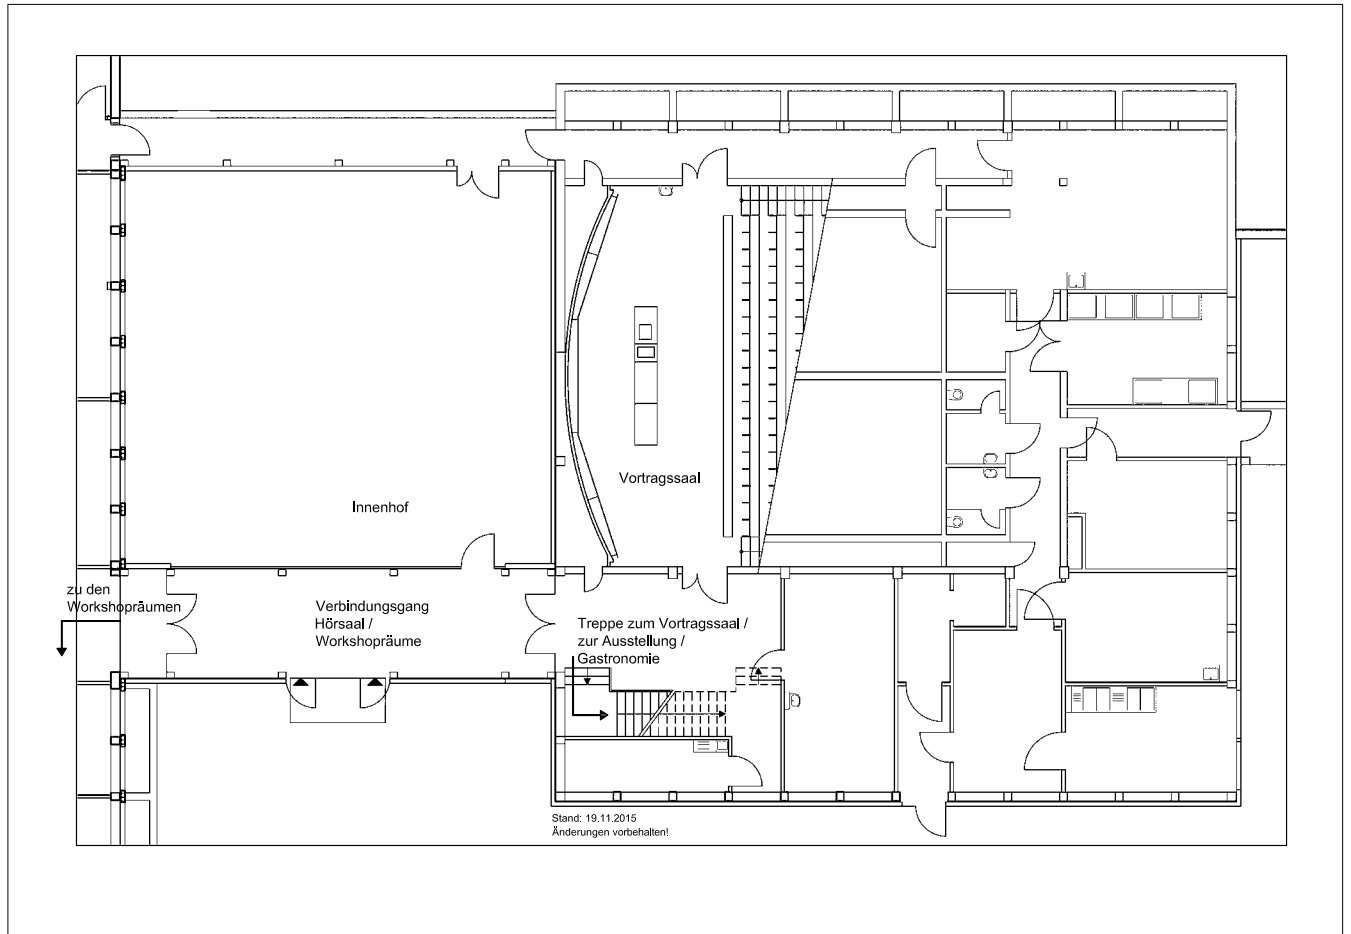 Vortragssaal
Innenhof
zu den
Workshopräumen
Verbindungsgang
Hörsaal /
Workshopräume
Treppe zum Vortragssaal /
zur Ausstellung /
Gastronomie
Stand: 19.11.2015
Änderungen vorbehalten!